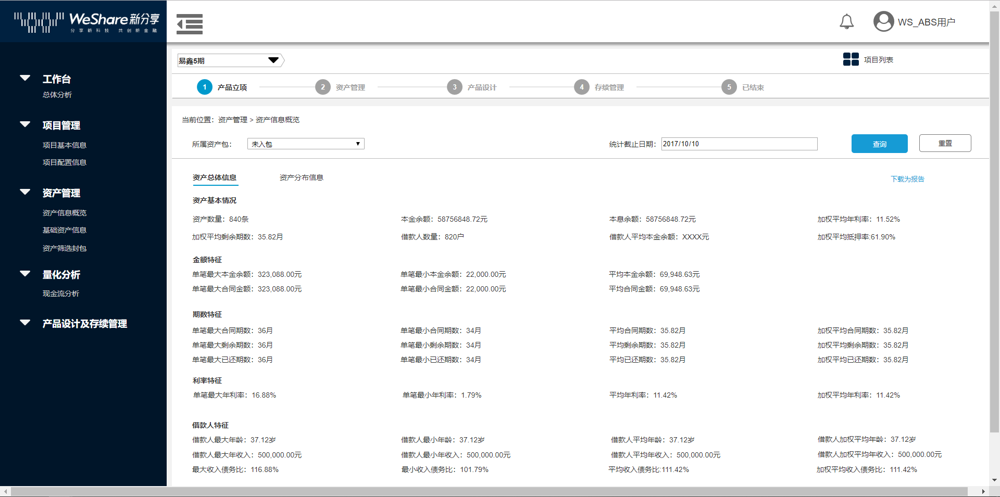 WeShare新分享
分享新科技 共创新金融
WS_ABS用户
工作台
总体分析
项目管理
项目基本信息
项目配置信息
资产管理
资产信息概览
基础资产信息
资产筛选封包
量化分析
现金流分析
产品设计及存续管理
易鑫5期
项目列表
1 产品立项 2 资产管理 3 产品设计 4 存续管理 5 已结束
当前位置：资产管理 > 资产信息概览
所属资产包： 未入包 统计截止日期： 2017/10/10 查询 重置
资产总体信息 资产分布信息 下载为报告
资产基本情况
资产数量：840条 本金余额：58756848.72元 本息余额：58756848.72元 加权平均年利率：11.52%
加权平均剩余期数：35.82月 借款人数量：820户 借款人平均本金余额：XXXX元 加权平均抵押率:61.90%
金额特征
单笔最大本金余额：323,088.00元 单笔最小本金余额：22,000.00元 平均本金余额：69,948.63元
单笔最大合同金额：323,088.00元 单笔最小合同金额：22,000.00元 平均合同金额：69,948.63元
期数特征
单笔最大合同期数：36月 单笔最小合同期数：34月 平均合同期数：35.82月 加权平均合同期数：35.82月
单笔最大剩余期数：36月 单笔最小剩余期数：34月 平均剩余期数：35.82月 加权平均剩余期数：35.82月
单笔最大已还期数：36月 单笔最小已还期数：34月 平均已还期数：35.82月 加权平均已还期数：35.82月
利率特征
单笔最大年利率：16.88% 单笔最小年利率：1.79% 平均年利率：11.42% 加权平均年利率：11.42%
借款人特征
借款人最大年龄：37.12岁 借款人最小年龄：37.12岁 借款人平均年龄：37.12岁 借款人加权平均年龄：37.12岁
借款人最大年收入：500,000.00元 借款人最小年收入：500,000.00元 借款人平均年收入：500,000.00元 借款人加权平均年收入：500,000.00元
最大收入债务比：116.88% 最小收入债务比：101.79% 平均收入债务比:111.42% 加权平均收入债务比：111.42%